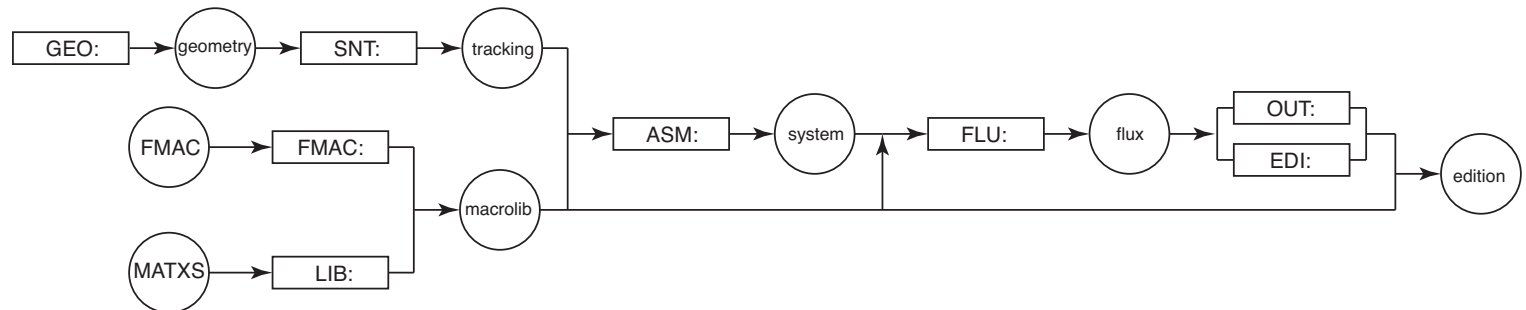 GEO:
geometry
SNT:
tracking
FMAC
FMAC:
MATXS
LIB:
macrolib
ASM:
system
FLU:
flux
OUT:
EDI:
edition